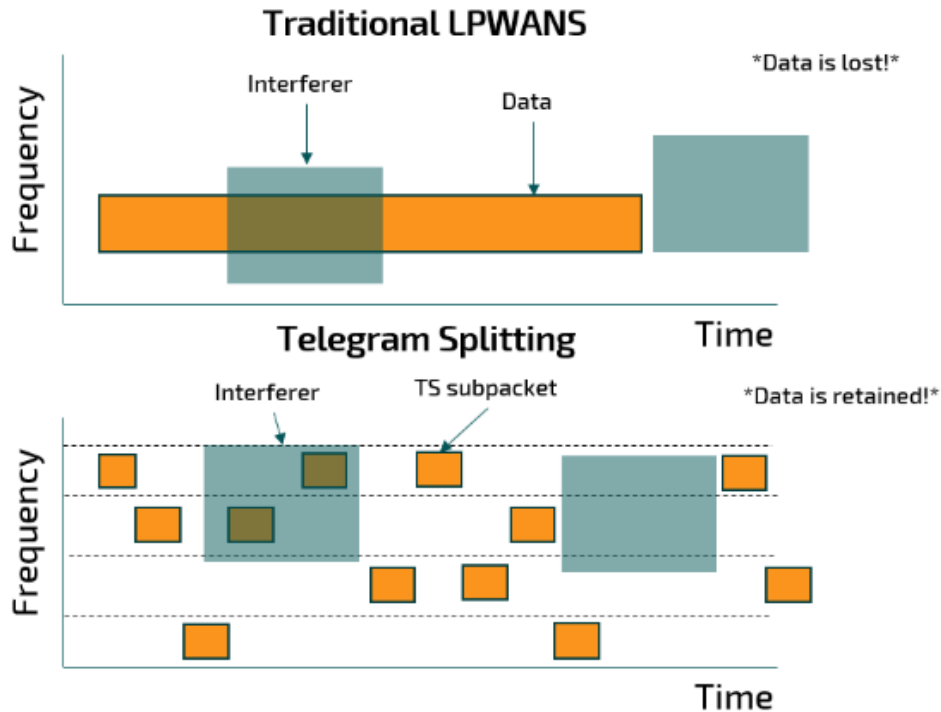 Traditional LPWANS
*Data is lost!*
Interferer
Data
Frequency
Time
Telegram Splitting
Interferer
TS subpacket
*Data is retained!*
Frequency
Time